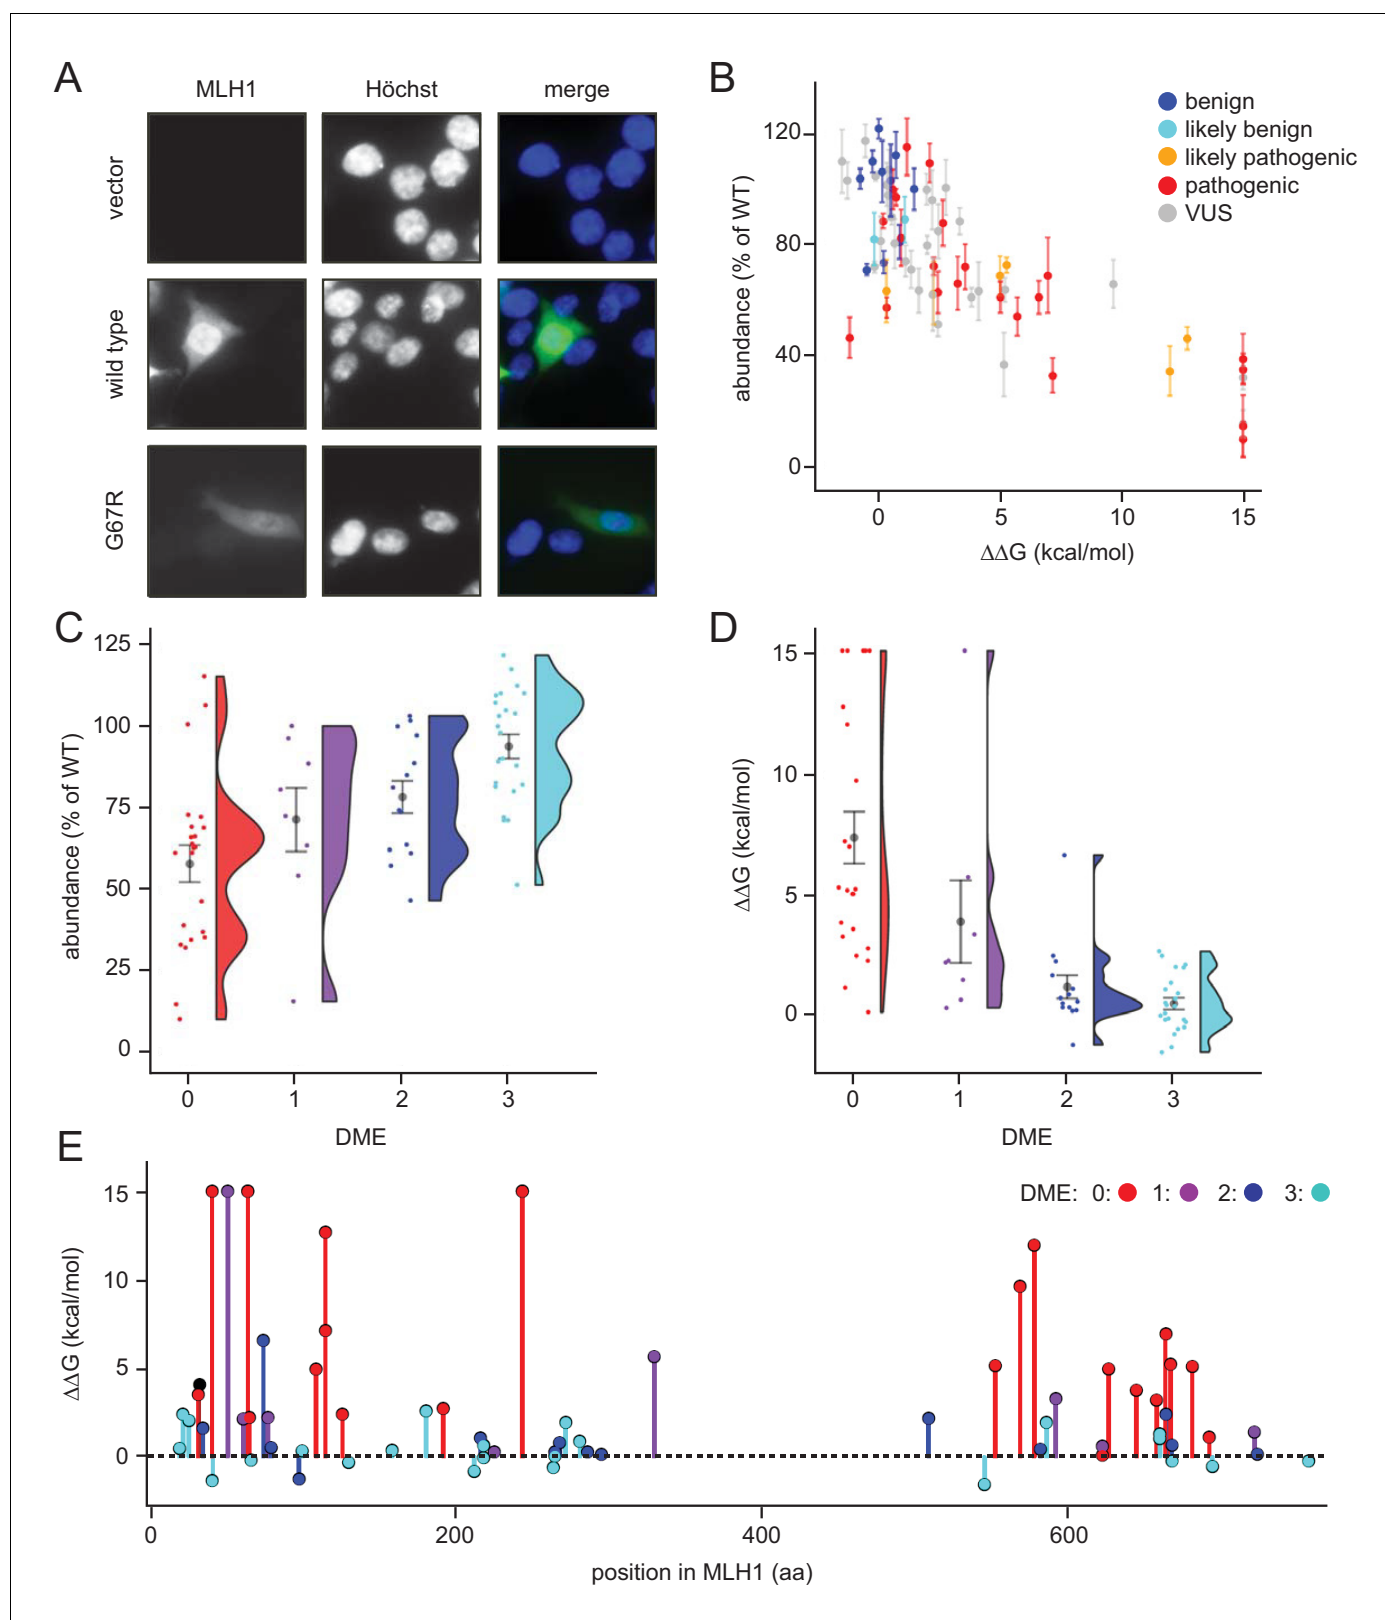 A
MLH1 Höchst merge
vector
wild type
G67R
B
abundance (% of WT)
120
80
40
0
0 5 10 15
ΔΔG (kcal/mol)
benign
likely benign
likely pathogenic
pathogenic
VUS
C
abundance (% of WT)
125
100
75
50
25
0
0 1 2 3
DME
D
ΔΔG (kcal/mol)
15
10
5
0
0 1 2 3
DME
E
DME: 0: 1: 2: 3:
ΔΔG (kcal/mol)
15
10
5
0
0 200 400 600
position in MLH1 (aa)